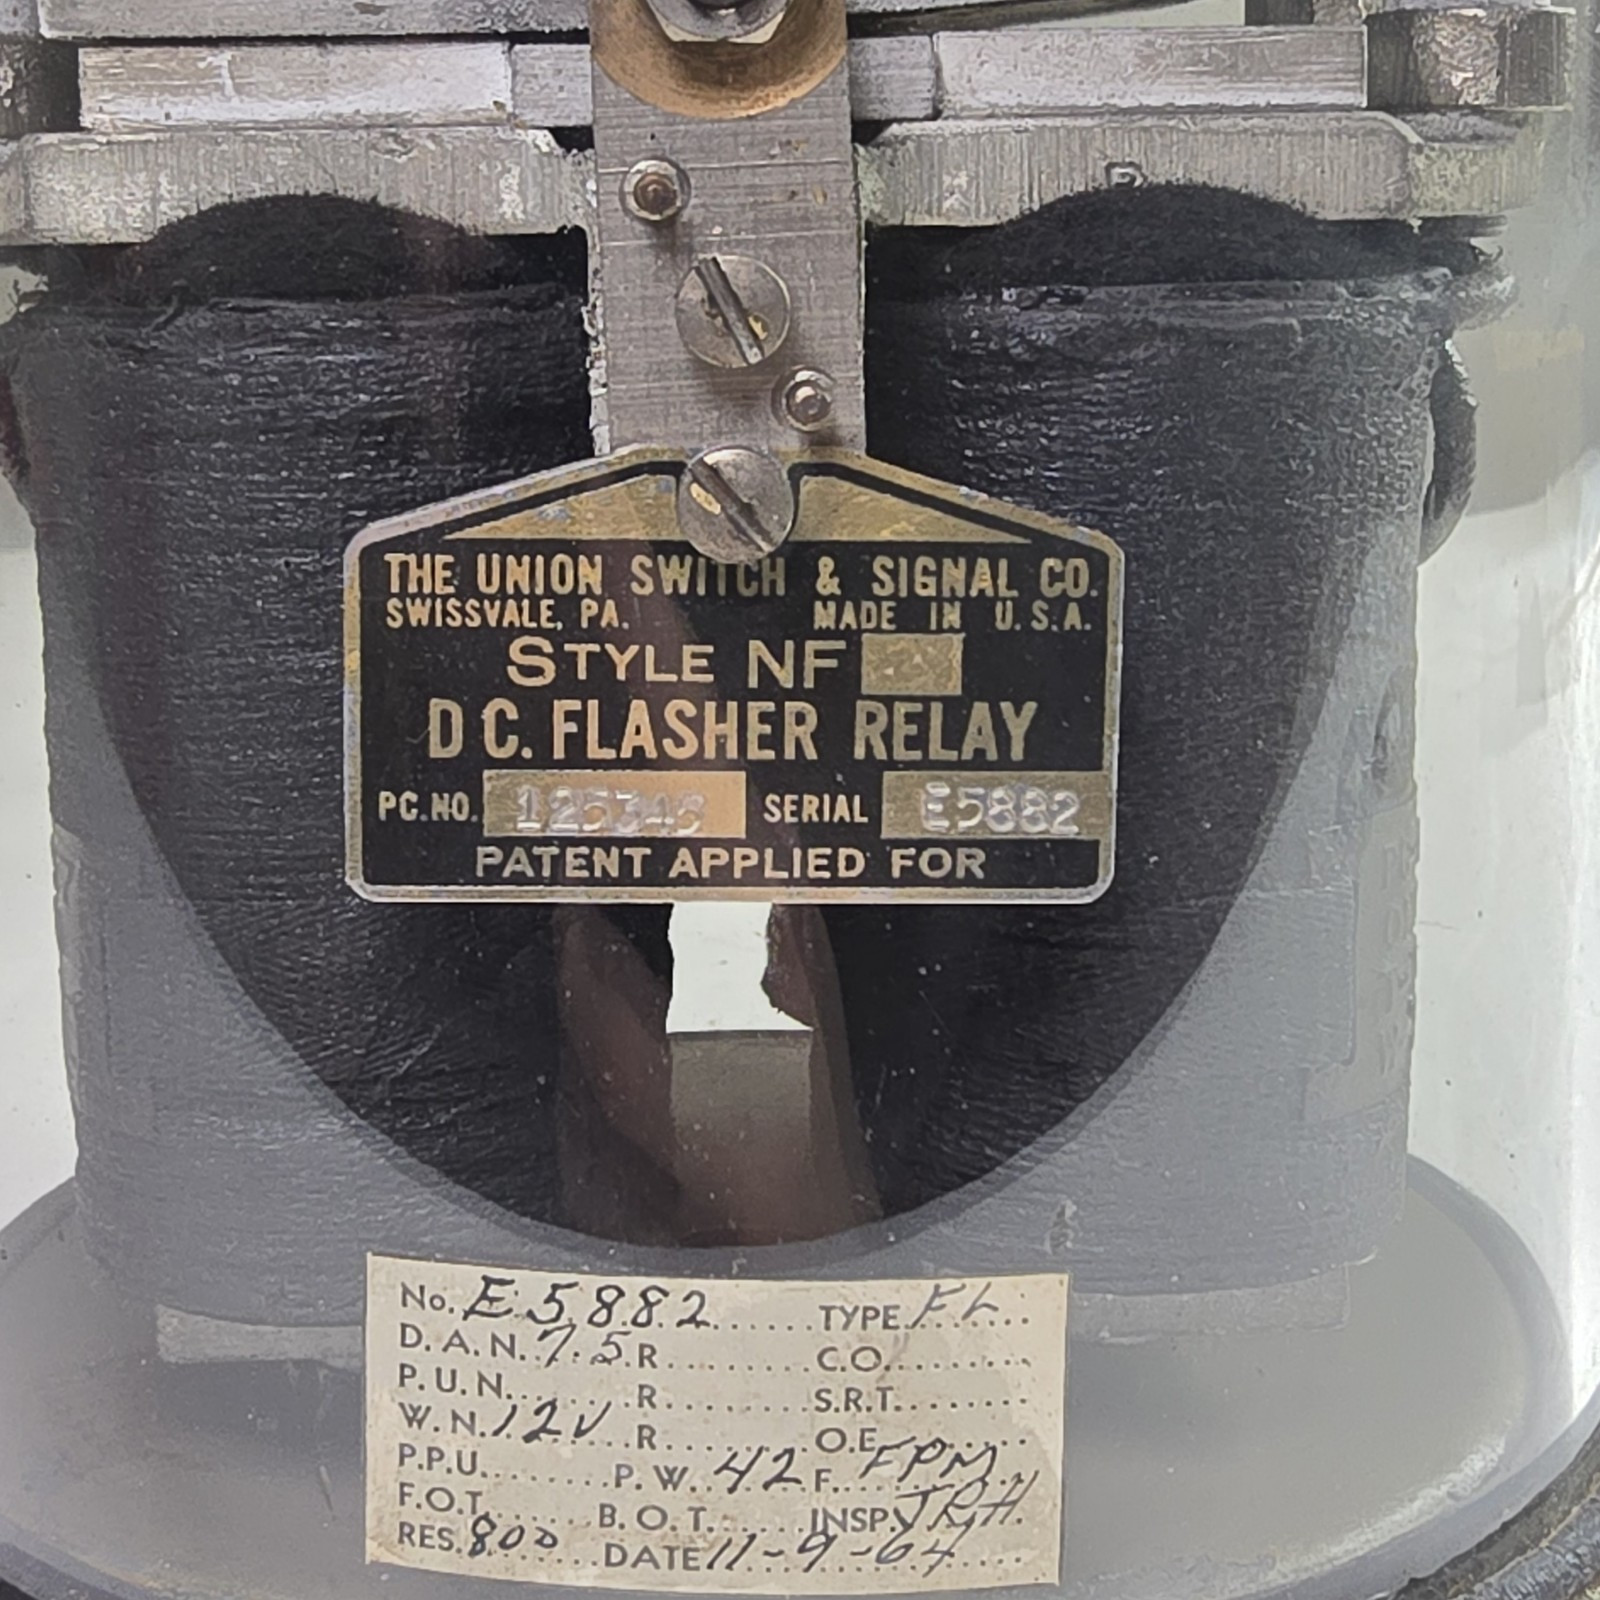 R
THE UNION SWITCH & SIGNAL CO.
SWISSVALE, PA. MADE IN U.S.A.
STYLE NF
D C. FLASHER RELAY
PC.NO. SERIAL E5882
PATENT APPLIED FOR
No. E5882 TYPE FL
D.A.N. 7.5 R. C.O.
P.U.N. R. S.R.T.
W.N. 12V R. O.E.
P.P.U. P.W. 42 F. FPM
F.O.T. B.O.T. INSP. JRH.
RES. 800 DATE 11-9-64